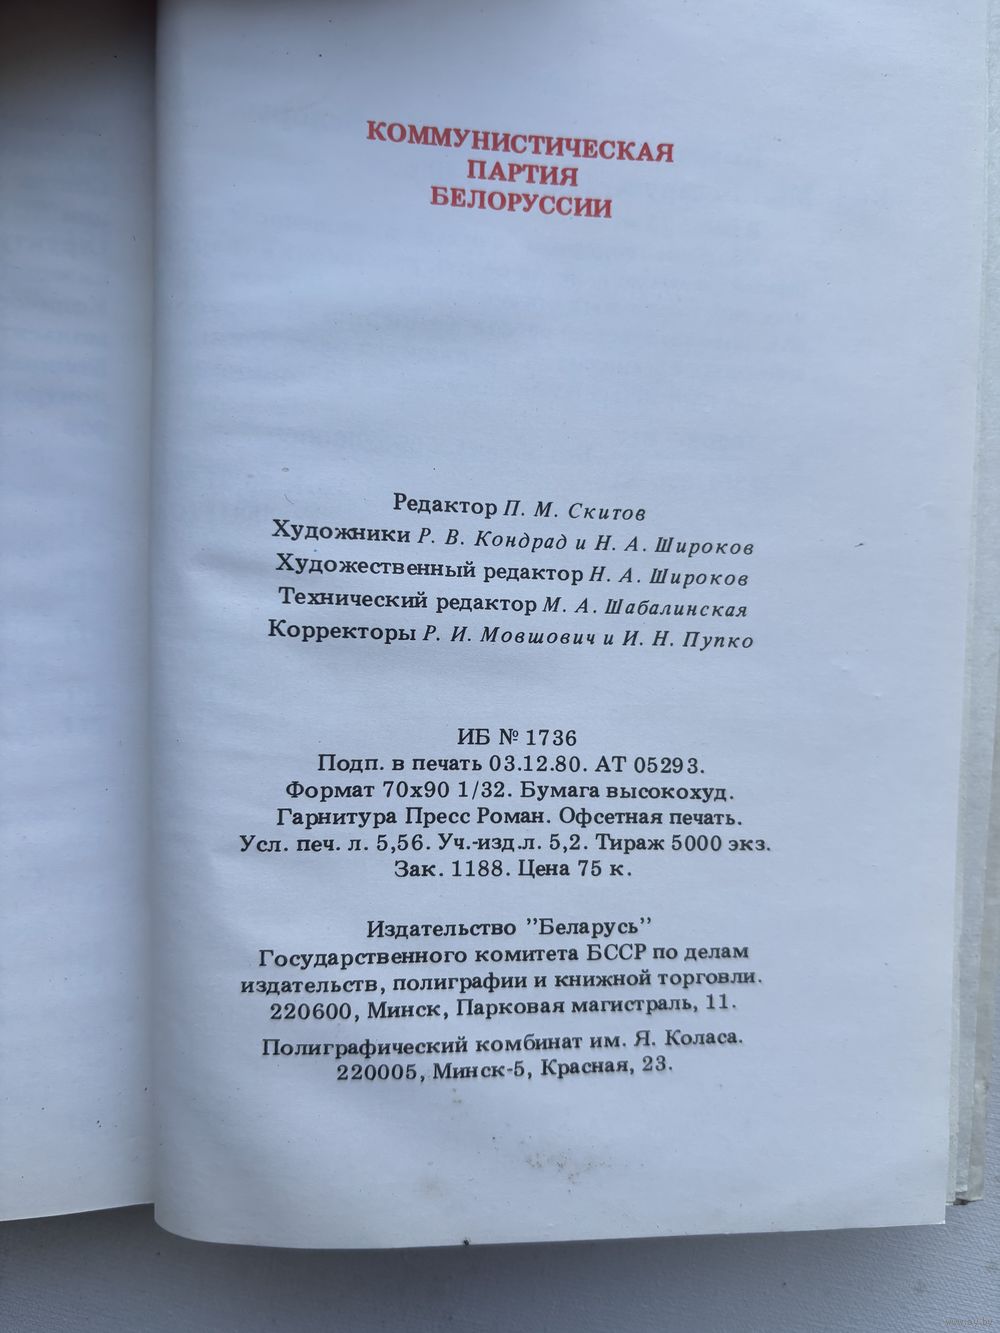 КОММУНИСТИЧЕСКАЯ
ПАРТИЯ
БЕЛОРУССИИ
Редактор П. М. Скитов
Художники Р. В. Кондрад и Н. А. Широков
Художественный редактор Н. А. Широков
Технический редактор М. А. Шабалинская
Корректоры Р. И. Мовшович и И. Н. Пупко
ИБ № 1736
Подп. в печать 03.12.80. АТ 05293.
Формат 70х90 1/32. Бумага высокохуд.
Гарнитура Пресс Роман. Офсетная печать.
Усл. печ. л. 5,56. Уч.-изд.л. 5,2. Тираж 5000 экз.
Зак. 1188. Цена 75 к.
Издательство "Беларусь"
Государственного комитета БССР по делам
издательств, полиграфии и книжной торговли.
220600, Минск, Парковая магистраль, 11.
Полиграфический комбинат им. Я. Коласа.
220005, Минск-5, Красная, 23.